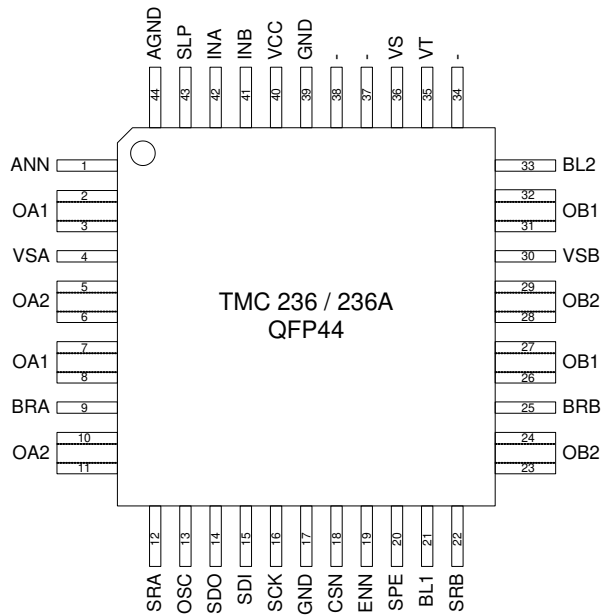 AGND
SLP
INA
INB
VCC
GND
-
-
VS
VT
-
44
43
42
41
40
39
38
37
36
35
34
ANN
1
2
OA1
3
VSA
4
5
OA2
6
7
OA1
8
BRA
9
10
OA2
11
TMC 236 / 236A
QFP44
33
BL2
32
OB1
31
30
VSB
29
OB2
28
27
OB1
26
25
BRB
24
OB2
23
12
13
14
15
16
17
18
19
20
21
22
SRA
OSC
SDO
SDI
SCK
GND
CSN
ENN
SPE
BL1
SRB